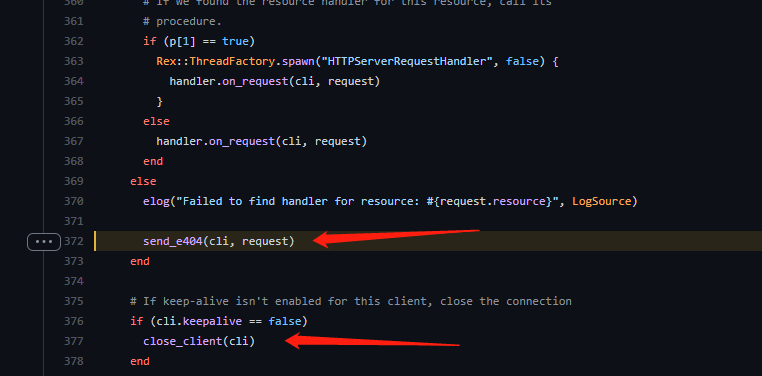 360 # If we found the resource handler for this resource, call its
361 # procedure.
362 if (p[1] == true)
363 Rex::ThreadFactory.spawn("HTTPServerRequestHandler", false) {
364 handler.on_request(cli, request)
365 }
366 else
367 handler.on_request(cli, request)
368 end
369 else
370 elog("Failed to find handler for resource: #{request.resource}", LogSource)
371
372 send_e404(cli, request)
373 end
374
375 # If keep-alive isn't enabled for this client, close the connection
376 if (cli.keepalive == false)
377 close_client(cli)
378 end